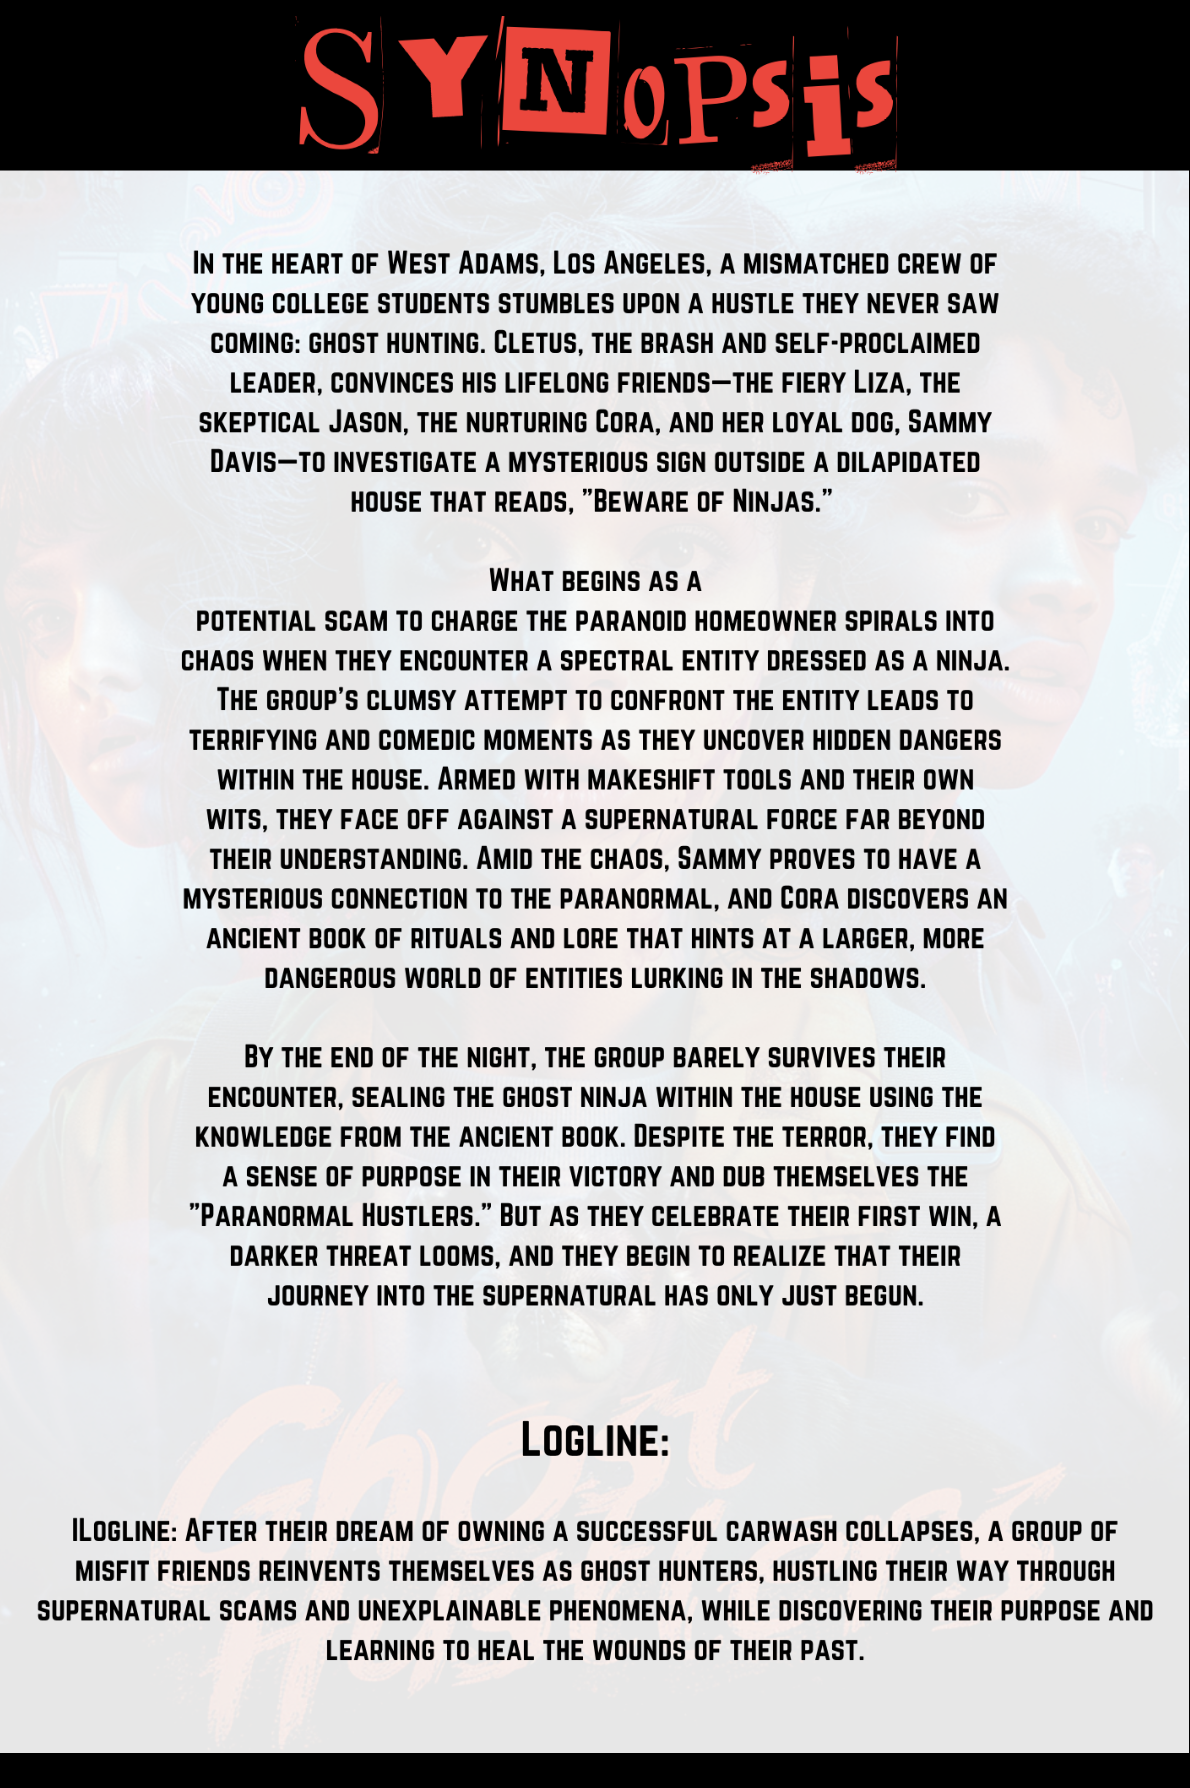 SYNOPSIS
In the heart of West Adams, Los Angeles, a mismatched crew of
young college students stumbles upon a hustle they never saw
coming: ghost hunting. Cletus, the brash and self-proclaimed
leader, convinces his lifelong friends—the fiery Liza, the
skeptical Jason, the nurturing Cora, and her loyal dog, Sammy
Davis—to investigate a mysterious sign outside a dilapidated
house that reads, "Beware of Ninjas."
What begins as a
potential scam to charge the paranoid homeowner spirals into
chaos when they encounter a spectral entity dressed as a ninja.
The group's clumsy attempt to confront the entity leads to
terrifying and comedic moments as they uncover hidden dangers
within the house. Armed with makeshift tools and their own
wits, they face off against a supernatural force far beyond
their understanding. Amid the chaos, Sammy proves to have a
mysterious connection to the paranormal, and Cora discovers an
ancient book of rituals and lore that hints at a larger, more
dangerous world of entities lurking in the shadows.
By the end of the night, the group barely survives their
encounter, sealing the ghost ninja within the house using the
knowledge from the ancient book. Despite the terror, they find
a sense of purpose in their victory and dub themselves the
"Paranormal Hustlers." But as they celebrate their first win, a
darker threat looms, and they begin to realize that their
journey into the supernatural has only just begun.
Logline:
ILogline: After their dream of owning a successful carwash collapses, a group of
misfit friends reinvents themselves as ghost hunters, hustling their way through
supernatural scams and unexplainable phenomena, while discovering their purpose and
learning to heal the wounds of their past.
Ghost
Hustlers